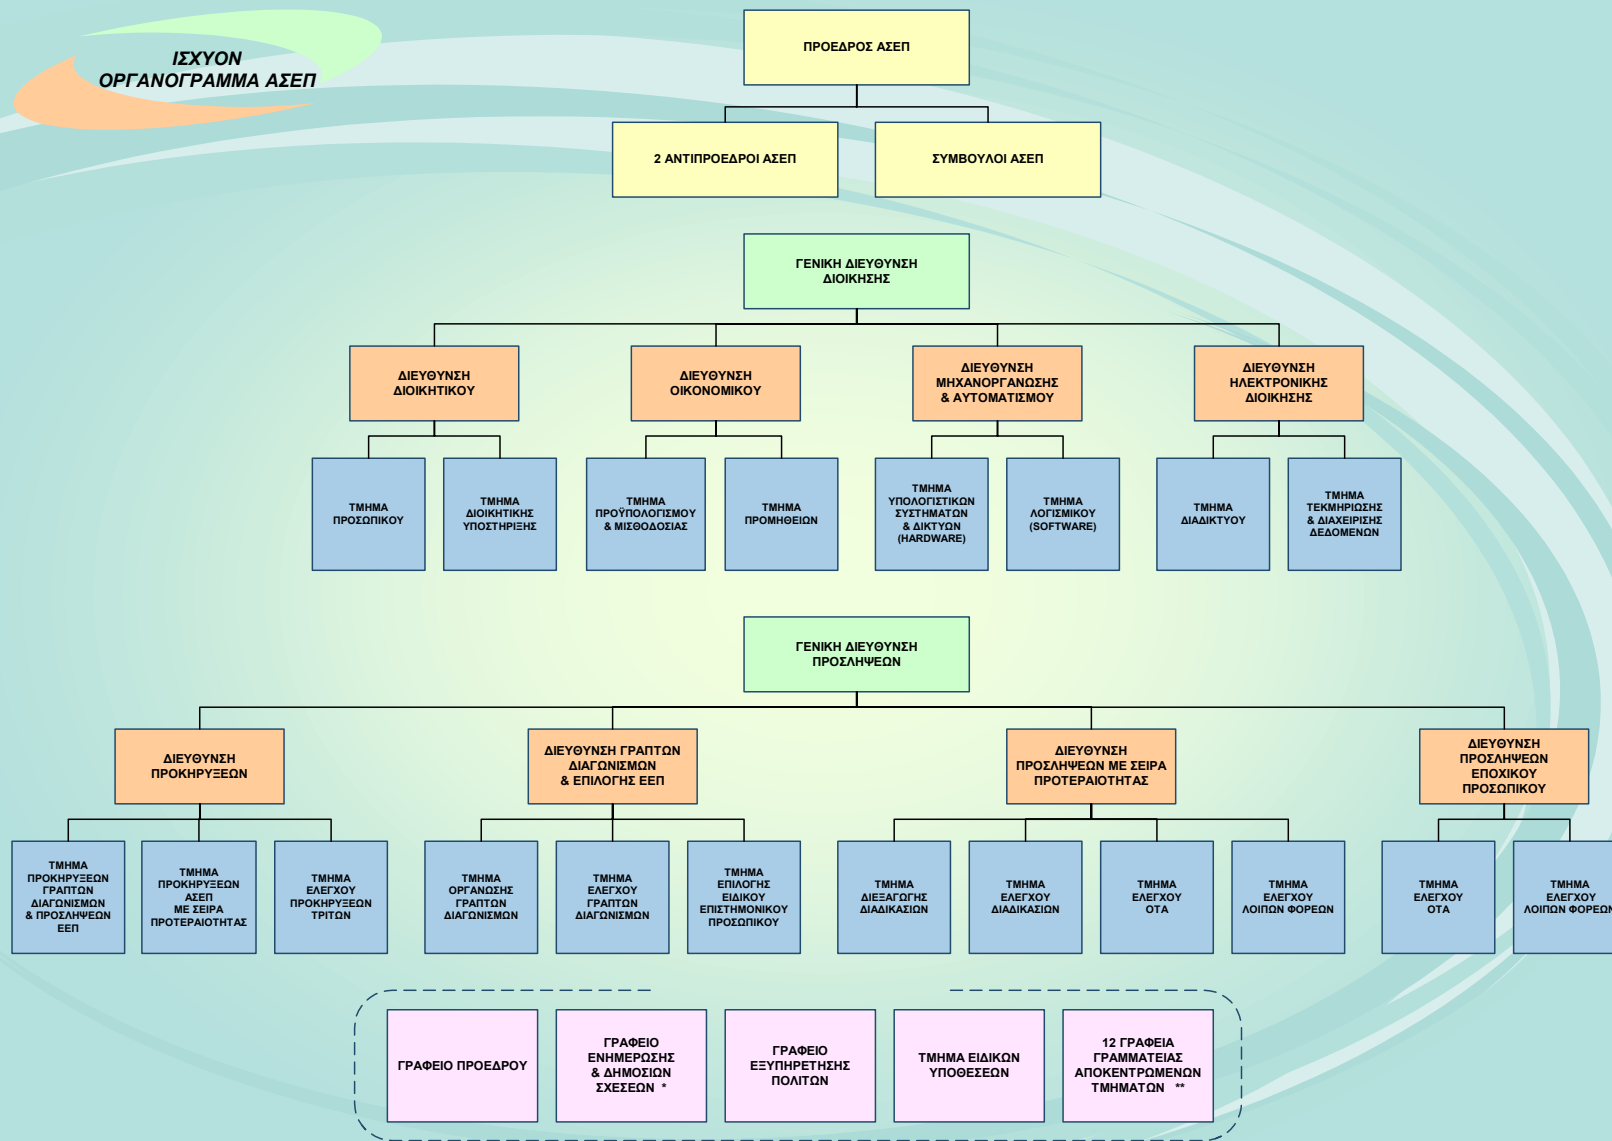 ΙΣΧΥΟΝ
ΟΡΓΑΝΟΓΡΑΜΜΑ ΑΣΕΠ
ΠΡΟΕΔΡΟΣ ΑΣΕΠ
2 ΑΝΤΙΠΡΟΕΔΡΟΙ ΑΣΕΠ
ΣΥΜΒΟΥΛΟΙ ΑΣΕΠ
ΓΕΝΙΚΗ ΔΙΕΥΘΥΝΣΗ
ΔΙΟΙΚΗΣΗΣ
ΔΙΕΥΘΥΝΣΗ
ΔΙΟΙΚΗΤΙΚΟΥ
ΔΙΕΥΘΥΝΣΗ
ΟΙΚΟΝΟΜΙΚΟΥ
ΔΙΕΥΘΥΝΣΗ
ΜΗΧΑΝΟΡΓΑΝΩΣΗΣ
& ΑΥΤΟΜΑΤΙΣΜΟΥ
ΔΙΕΥΘΥΝΣΗ
ΗΛΕΚΤΡΟΝΙΚΗΣ
ΔΙΟΙΚΗΣΗΣ
ΤΜΗΜΑ
ΠΡΟΣΩΠΙΚΟΥ
ΤΜΗΜΑ
ΔΙΟΙΚΗΤΙΚΗΣ
ΥΠΟΣΤΗΡΙΞΗΣ
ΤΜΗΜΑ
ΠΡΟΫΠΟΛΟΓΙΣΜΟΥ
& ΜΙΣΘΟΔΟΣΙΑΣ
ΤΜΗΜΑ
ΠΡΟΜΗΘΕΙΩΝ
ΤΜΗΜΑ
ΥΠΟΛΟΓΙΣΤΙΚΩΝ
ΣΥΣΤΗΜΑΤΩΝ
& ΔΙΚΤΥΩΝ
(HARDWARE)
ΤΜΗΜΑ
ΛΟΓΙΣΜΙΚΟΥ
(SOFTWARE)
ΤΜΗΜΑ
ΔΙΑΔΙΚΤΥΟΥ
ΤΜΗΜΑ
ΤΕΚΜΗΡΙΩΣΗΣ
& ΔΙΑΧΕΙΡΙΣΗΣ
ΔΕΔΟΜΕΝΩΝ
ΓΕΝΙΚΗ ΔΙΕΥΘΥΝΣΗ
ΠΡΟΣΛΗΨΕΩΝ
ΔΙΕΥΘΥΝΣΗ
ΠΡΟΚΗΡΥΞΕΩΝ
ΔΙΕΥΘΥΝΣΗ ΓΡΑΠΤΩΝ
ΔΙΑΓΩΝΙΣΜΩΝ
& ΕΠΙΛΟΓΗΣ ΕΕΠ
ΔΙΕΥΘΥΝΣΗ
ΠΡΟΣΛΗΨΕΩΝ ΜΕ ΣΕΙΡΑ
ΠΡΟΤΕΡΑΙΟΤΗΤΑΣ
ΔΙΕΥΘΥΝΣΗ
ΠΡΟΣΛΗΨΕΩΝ
ΕΠΟΧΙΚΟΥ
ΠΡΟΣΩΠΙΚΟΥ
ΤΜΗΜΑ
ΠΡΟΚΗΡΥΞΕΩΝ
ΓΡΑΠΤΩΝ
ΔΙΑΓΩΝΙΣΜΩΝ
& ΠΡΟΣΛΗΨΕΩΝ
ΕΕΠ
ΤΜΗΜΑ
ΠΡΟΚΗΡΥΞΕΩΝ
ΑΣΕΠ
ΜΕ ΣΕΙΡΑ
ΠΡΟΤΕΡΑΙΟΤΗΤΑΣ
ΤΜΗΜΑ
ΕΛΕΓΧΟΥ
ΠΡΟΚΗΡΥΞΕΩΝ
ΤΡΙΤΩΝ
ΤΜΗΜΑ
ΟΡΓΑΝΩΣΗΣ
ΓΡΑΠΤΩΝ
ΔΙΑΓΩΝΙΣΜΩΝ
ΤΜΗΜΑ
ΕΛΕΓΧΟΥ
ΓΡΑΠΤΩΝ
ΔΙΑΓΩΝΙΣΜΩΝ
ΤΜΗΜΑ
ΕΠΙΛΟΓΗΣ
ΕΙΔΙΚΟΥ
ΕΠΙΣΤΗΜΟΝΙΚΟΥ
ΠΡΟΣΩΠΙΚΟΥ
ΤΜΗΜΑ
ΔΙΕΞΑΓΩΓΗΣ
ΔΙΑΔΙΚΑΣΙΩΝ
ΤΜΗΜΑ
ΕΛΕΓΧΟΥ
ΔΙΑΔΙΚΑΣΙΩΝ
ΤΜΗΜΑ
ΕΛΕΓΧΟΥ
ΟΤΑ
ΤΜΗΜΑ
ΕΛΕΓΧΟΥ
ΛΟΙΠΩΝ ΦΟΡΕΩΝ
ΤΜΗΜΑ
ΕΛΕΓΧΟΥ
ΟΤΑ
ΤΜΗΜΑ
ΕΛΕΓΧΟΥ
ΛΟΙΠΩΝ ΦΟΡΕΩΝ
ΓΡΑΦΕΙΟ ΠΡΟΕΔΡΟΥ
ΓΡΑΦΕΙΟ
ΕΝΗΜΕΡΩΣΗΣ
& ΔΗΜΟΣΙΩΝ
ΣΧΕΣΕΩΝ *
ΓΡΑΦΕΙΟ
ΕΞΥΠΗΡΕΤΗΣΗΣ
ΠΟΛΙΤΩΝ
ΤΜΗΜΑ ΕΙΔΙΚΩΝ
ΥΠΟΘΕΣΕΩΝ
12 ΓΡΑΦΕΙΑ
ΓΡΑΜΜΑΤΕΙΑΣ
ΑΠΟΚΕΝΤΡΩΜΕΝΩΝ
ΤΜΗΜΑΤΩΝ **